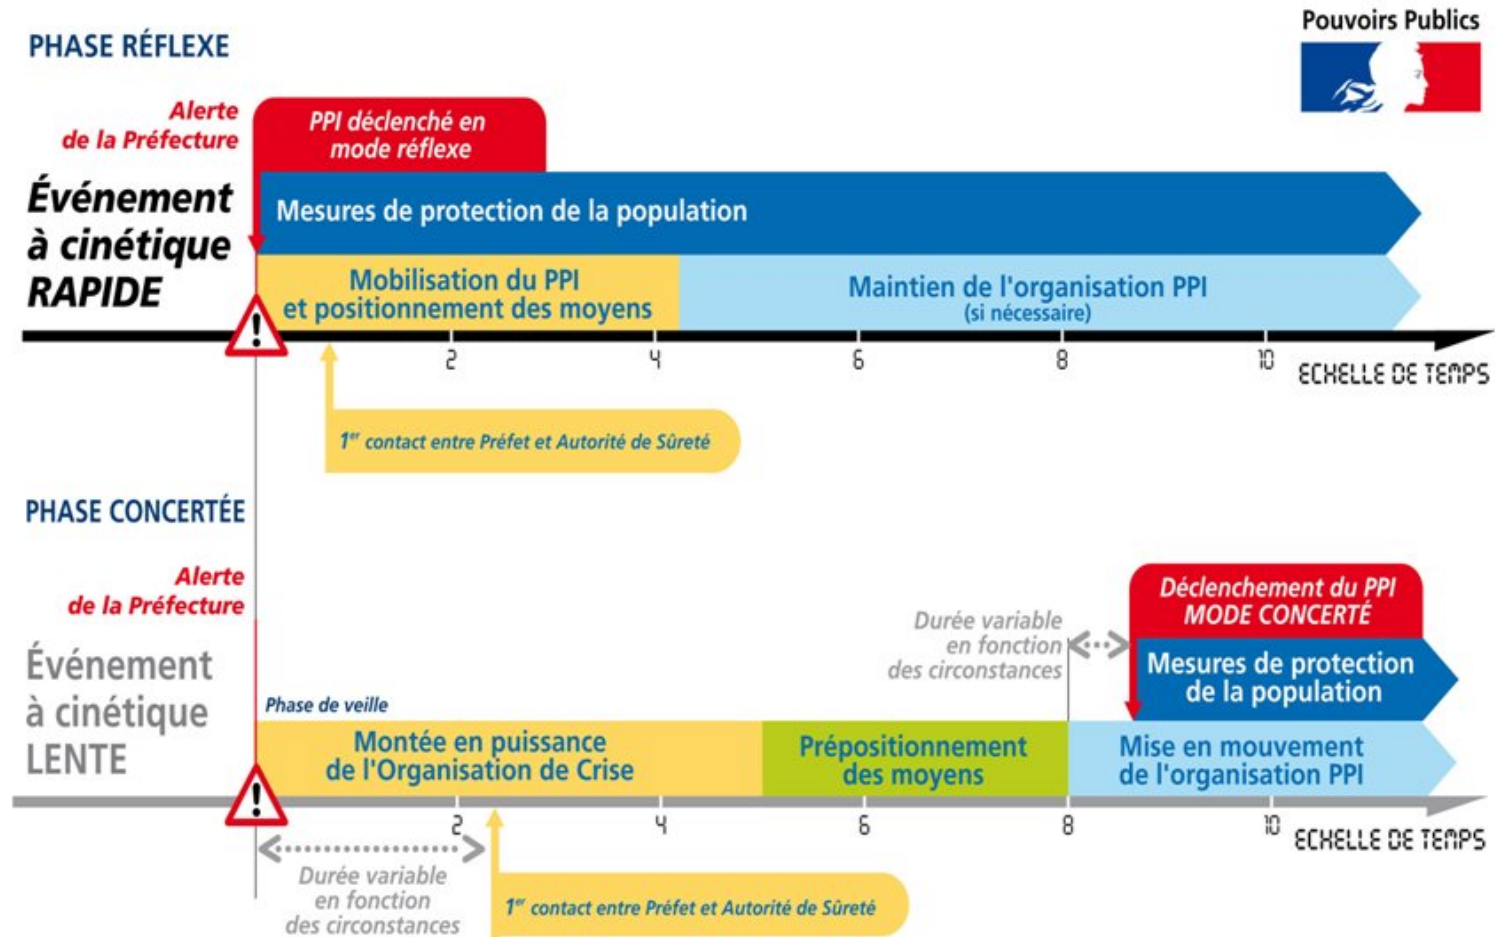 Pouvoirs Publics
PHASE RÉFLEXE
Alerte
de la Préfecture
PPI déclenché en
mode réflexe
Événement
à cinétique
RAPIDE
Mesures de protection de la population
Mobilisation du PPI
et positionnement des moyens
Maintien de l'organisation PPI
(si nécessaire)
!
2
4
6
8
10
ECHELLE DE TEMPS
1er contact entre Préfet et Autorité de Sûreté
PHASE CONCERTÉE
Alerte
de la Préfecture
Événement
à cinétique
LENTE
Durée variable
en fonction
des circonstances
Déclenchement du PPI
MODE CONCERTÉ
Mesures de protection
de la population
Phase de veille
Montée en puissance
de l'Organisation de Crise
Prépositionnement
des moyens
Mise en mouvement
de l'organisation PPI
!
2
4
6
8
10
ECHELLE DE TEMPS
Durée variable
en fonction
des circonstances
1er contact entre Préfet et Autorité de Sûreté